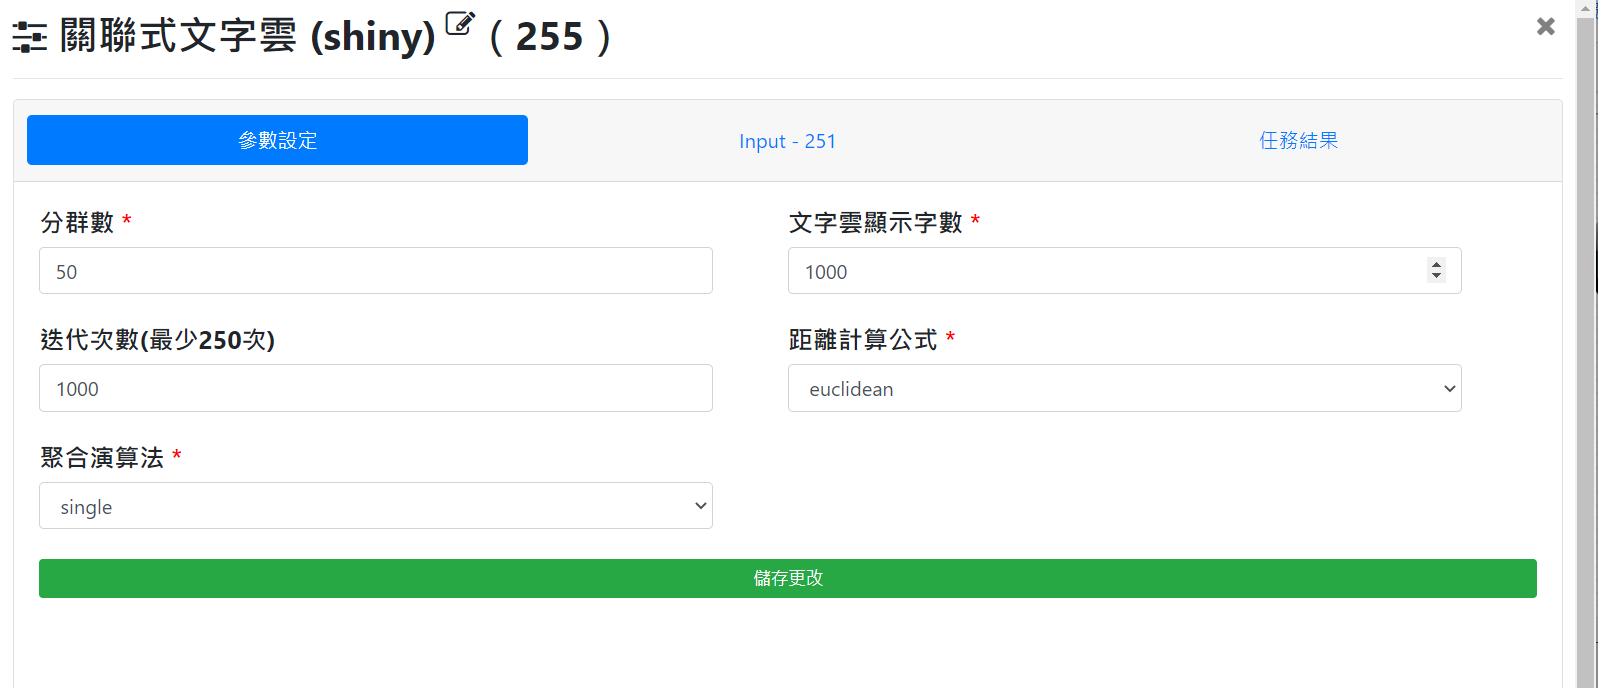 關聯式文字雲 (shiny) ( 255 )
參數設定 Input - 251 任務結果
分群數 * 文字雲顯示字數 *
50 1000
迭代次數(最少250次) 距離計算公式 *
1000 euclidean
聚合演算法 *
single
儲存更改